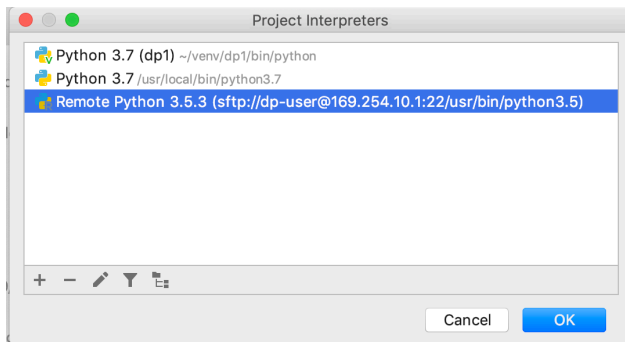 Project Interpreters
Python 3.7 (dp1) ~/venv/dp1/bin/python
Python 3.7 /usr/local/bin/python3.7
Remote Python 3.5.3 (sftp://dp-user@169.254.10.1:22/usr/bin/python3.5)
Cancel OK